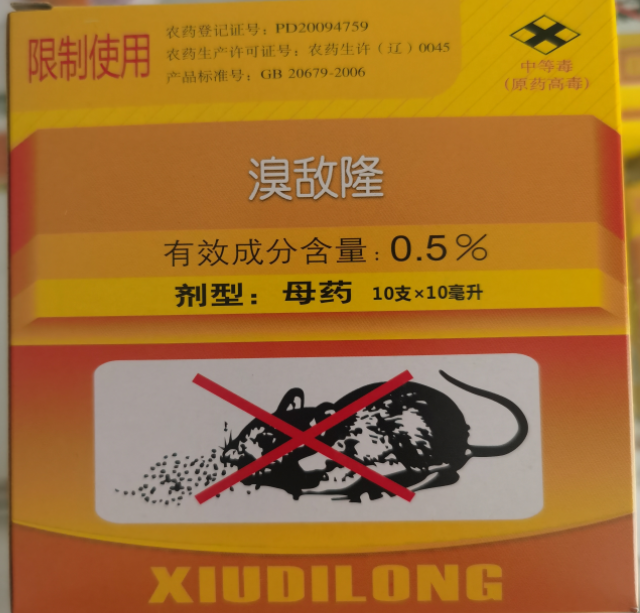 限制使用
农药登记证号：PD20094759
农药生产许可证号：农药生许（辽）0045
产品标准号：GB 20679-2006
中等毒
（原药高毒）
溴敌隆
有效成分含量：0.5%
剂型：母药 10支×10毫升
XIUDILONG